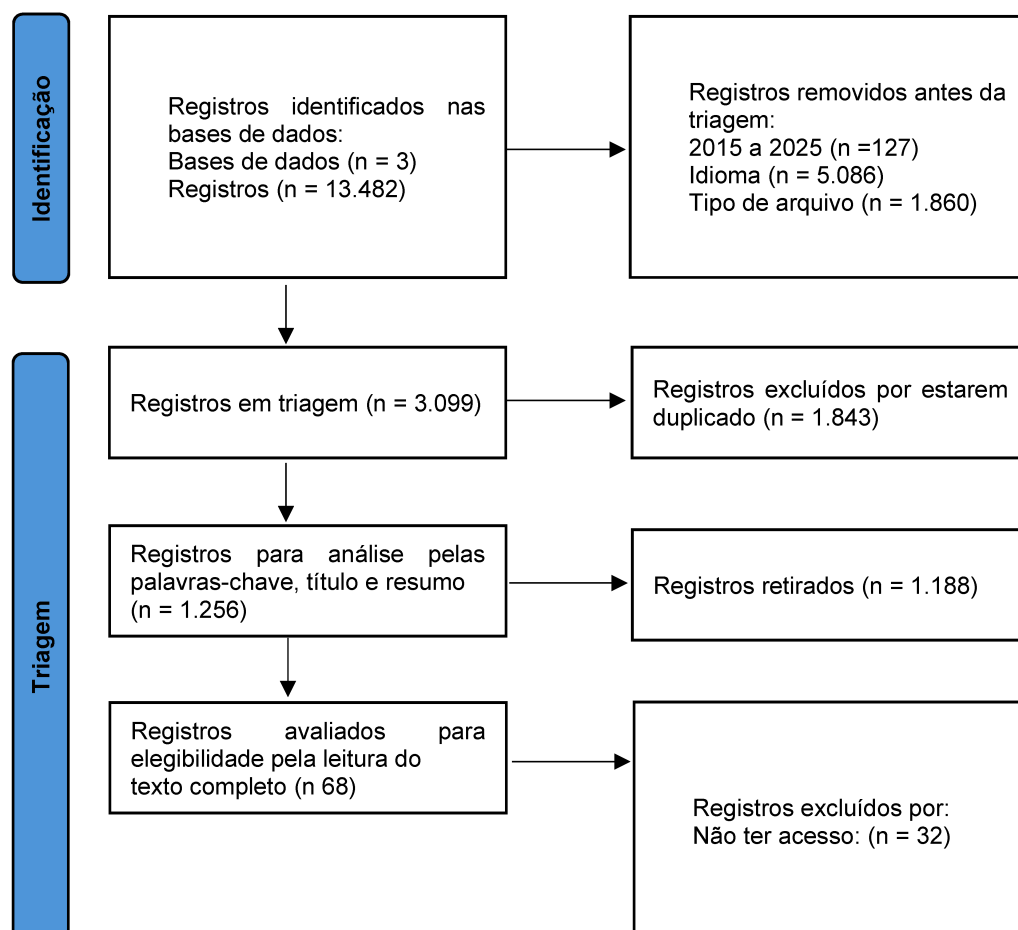 Identificação
Registros identificados nas
bases de dados:
Bases de dados (n = 3)
Registros (n = 13.482)
Registros removidos antes da
triagem:
2015 a 2025 (n =127)
Idioma (n = 5.086)
Tipo de arquivo (n = 1.860)
Triagem
Registros em triagem (n = 3.099)
Registros excluídos por estarem
duplicado (n = 1.843)
Registros para análise pelas
palavras-chave, título e resumo
(n = 1.256)
Registros retirados (n = 1.188)
Registros avaliados para
elegibilidade pela leitura do
texto completo (n 68)
Registros excluídos por:
Não ter acesso: (n = 32)